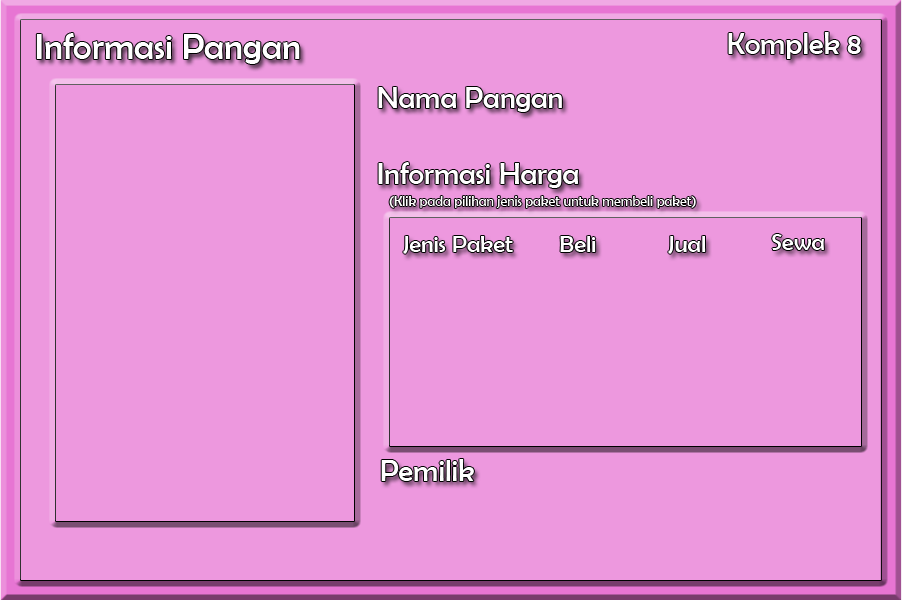 Informasi Pangan
Komplek 8
Nama Pangan
Informasi Harga
(Klik pada pilihan jenis paket untuk membeli paket)
Jenis Paket Beli Jual Sewa
Pemilik